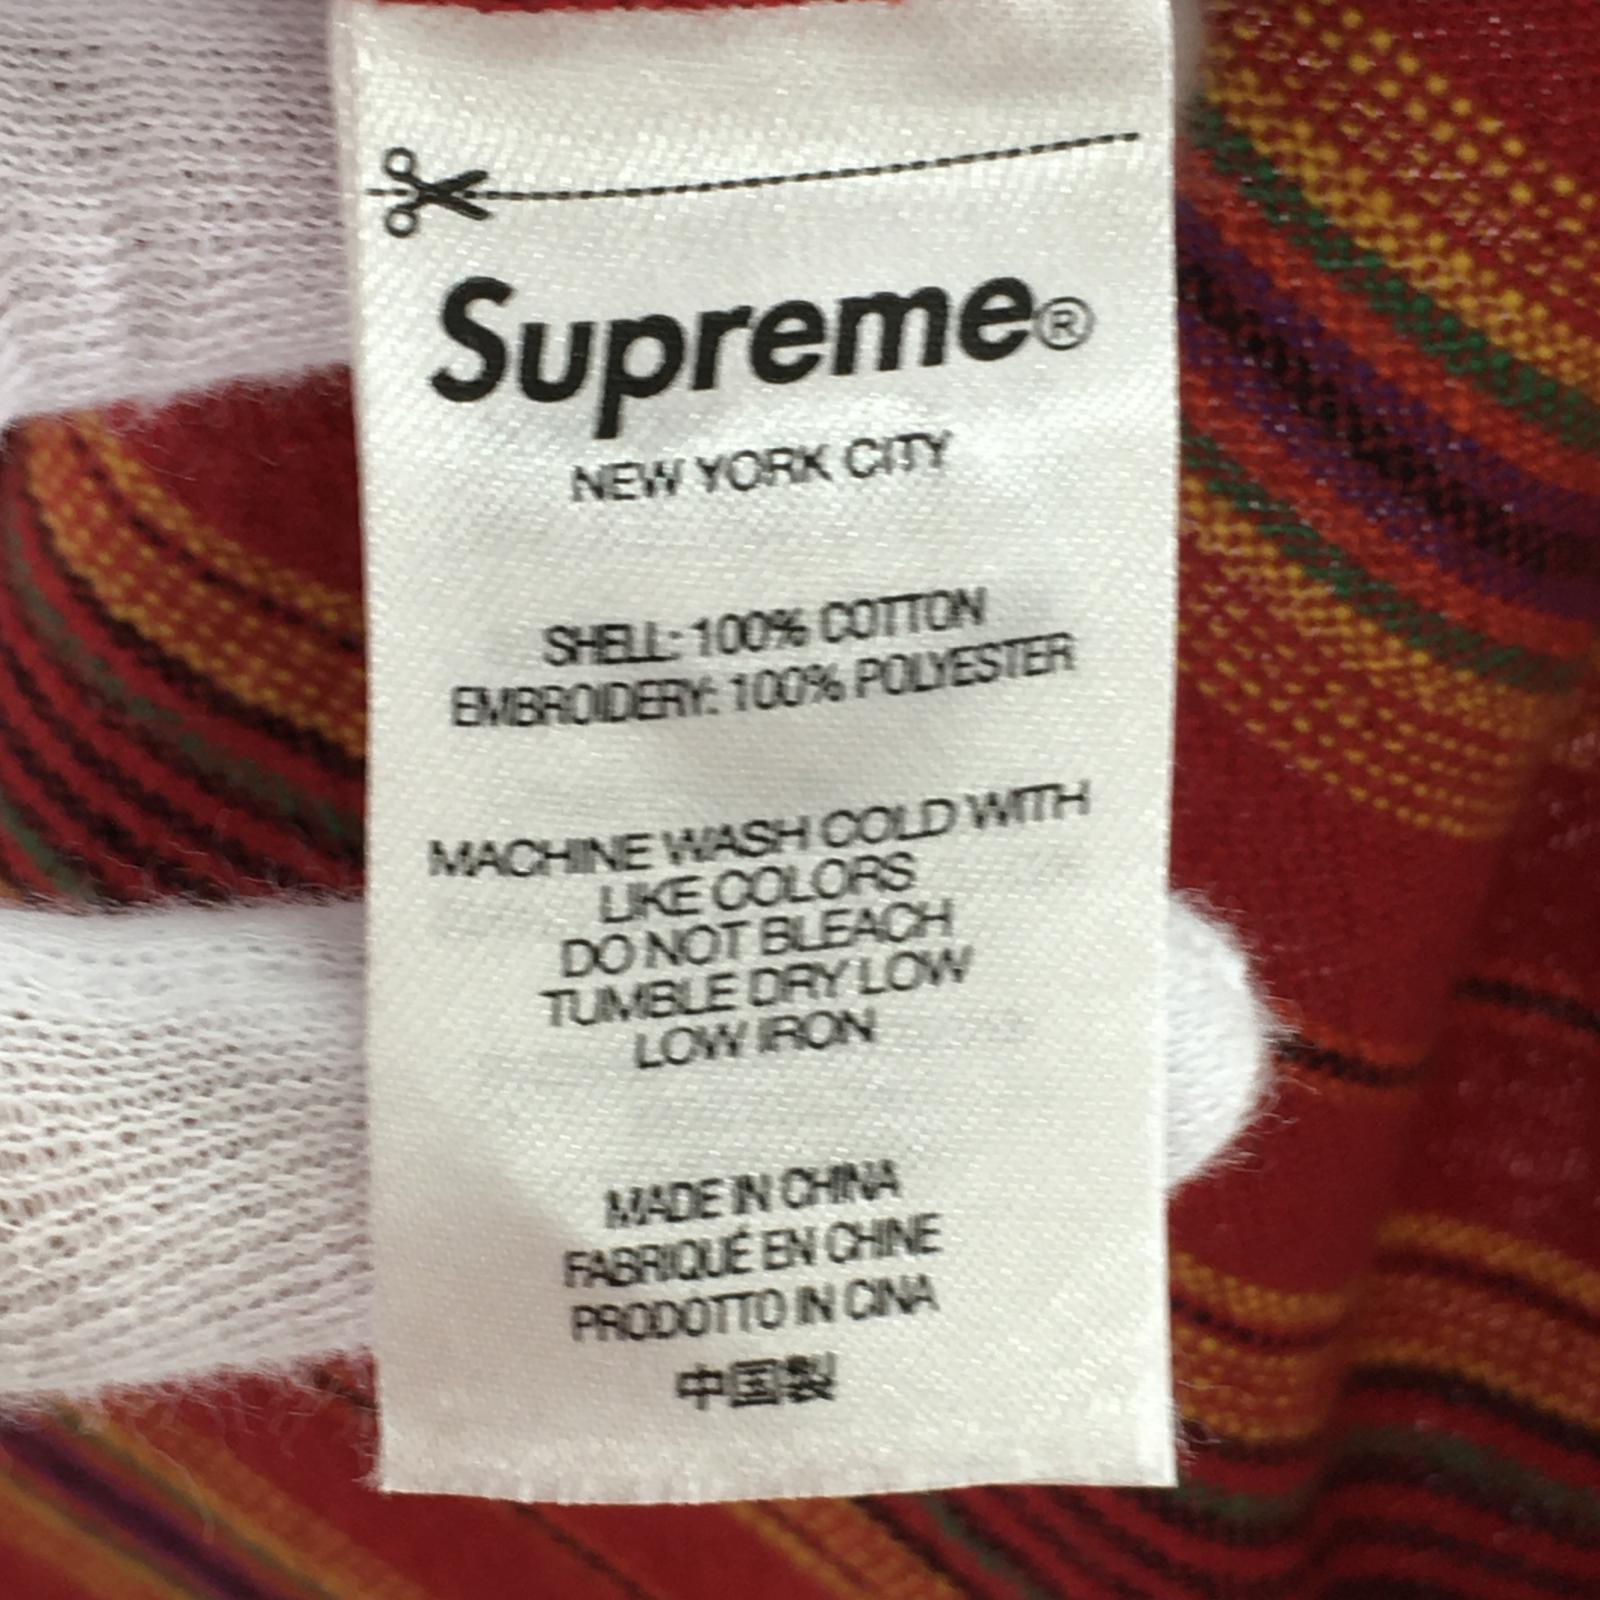 Supreme®
NEW YORK CITY
SHELL: 100% COTTON
EMBROIDERY: 100% POLYESTER
MACHINE WASH COLD WITH
LIKE COLORS
DO NOT BLEACH
TUMBLE DRY LOW
LOW IRON
MADE IN CHINA
FABRIQUÉ EN CHINE
PRODOTTO IN CINA
中国製